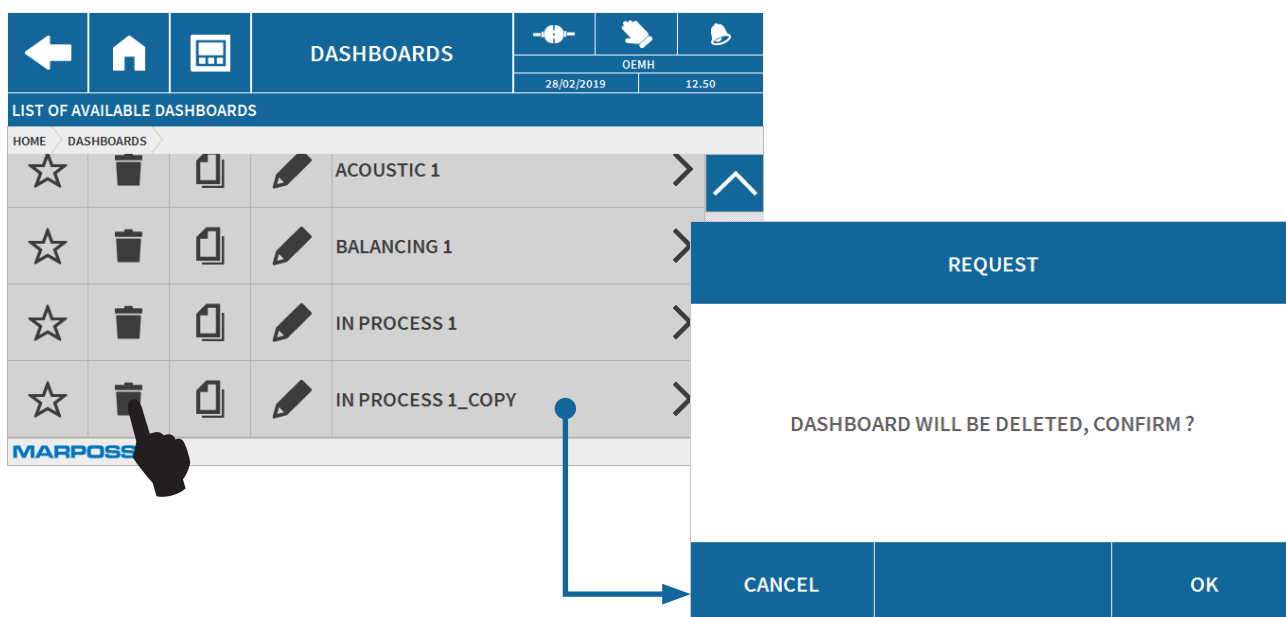 DASHBOARDS
OEMH
28/02/2019 12.50
LIST OF AVAILABLE DASHBOARDS
HOME DASHBOARDS
ACOUSTIC 1
BALANCING 1
IN PROCESS 1
IN PROCESS 1_COPY
MARPOSS
REQUEST
DASHBOARD WILL BE DELETED, CONFIRM ?
CANCEL OK